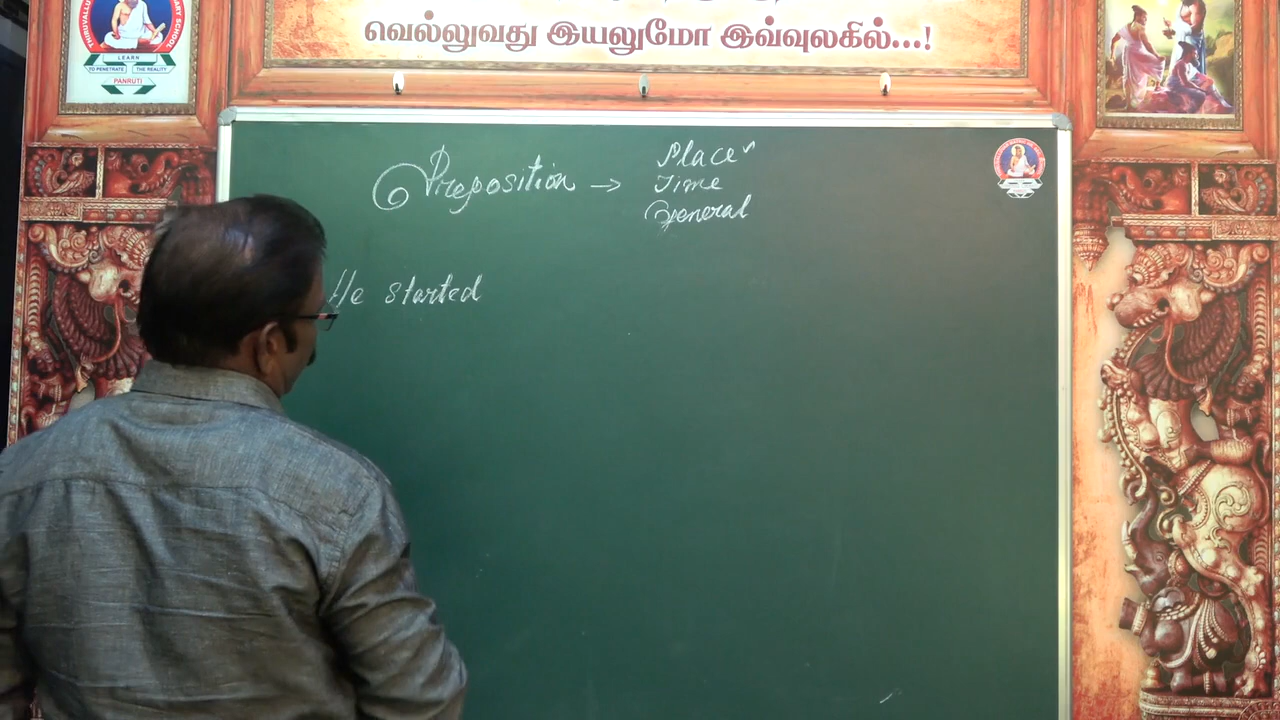 வெல்லுவது இயலுமோ இவ்வுலகில்...!
LEARN
TO PENETRATE THE REALITY
PANRUTI
Preposition → Place ✓
Time
General
He started